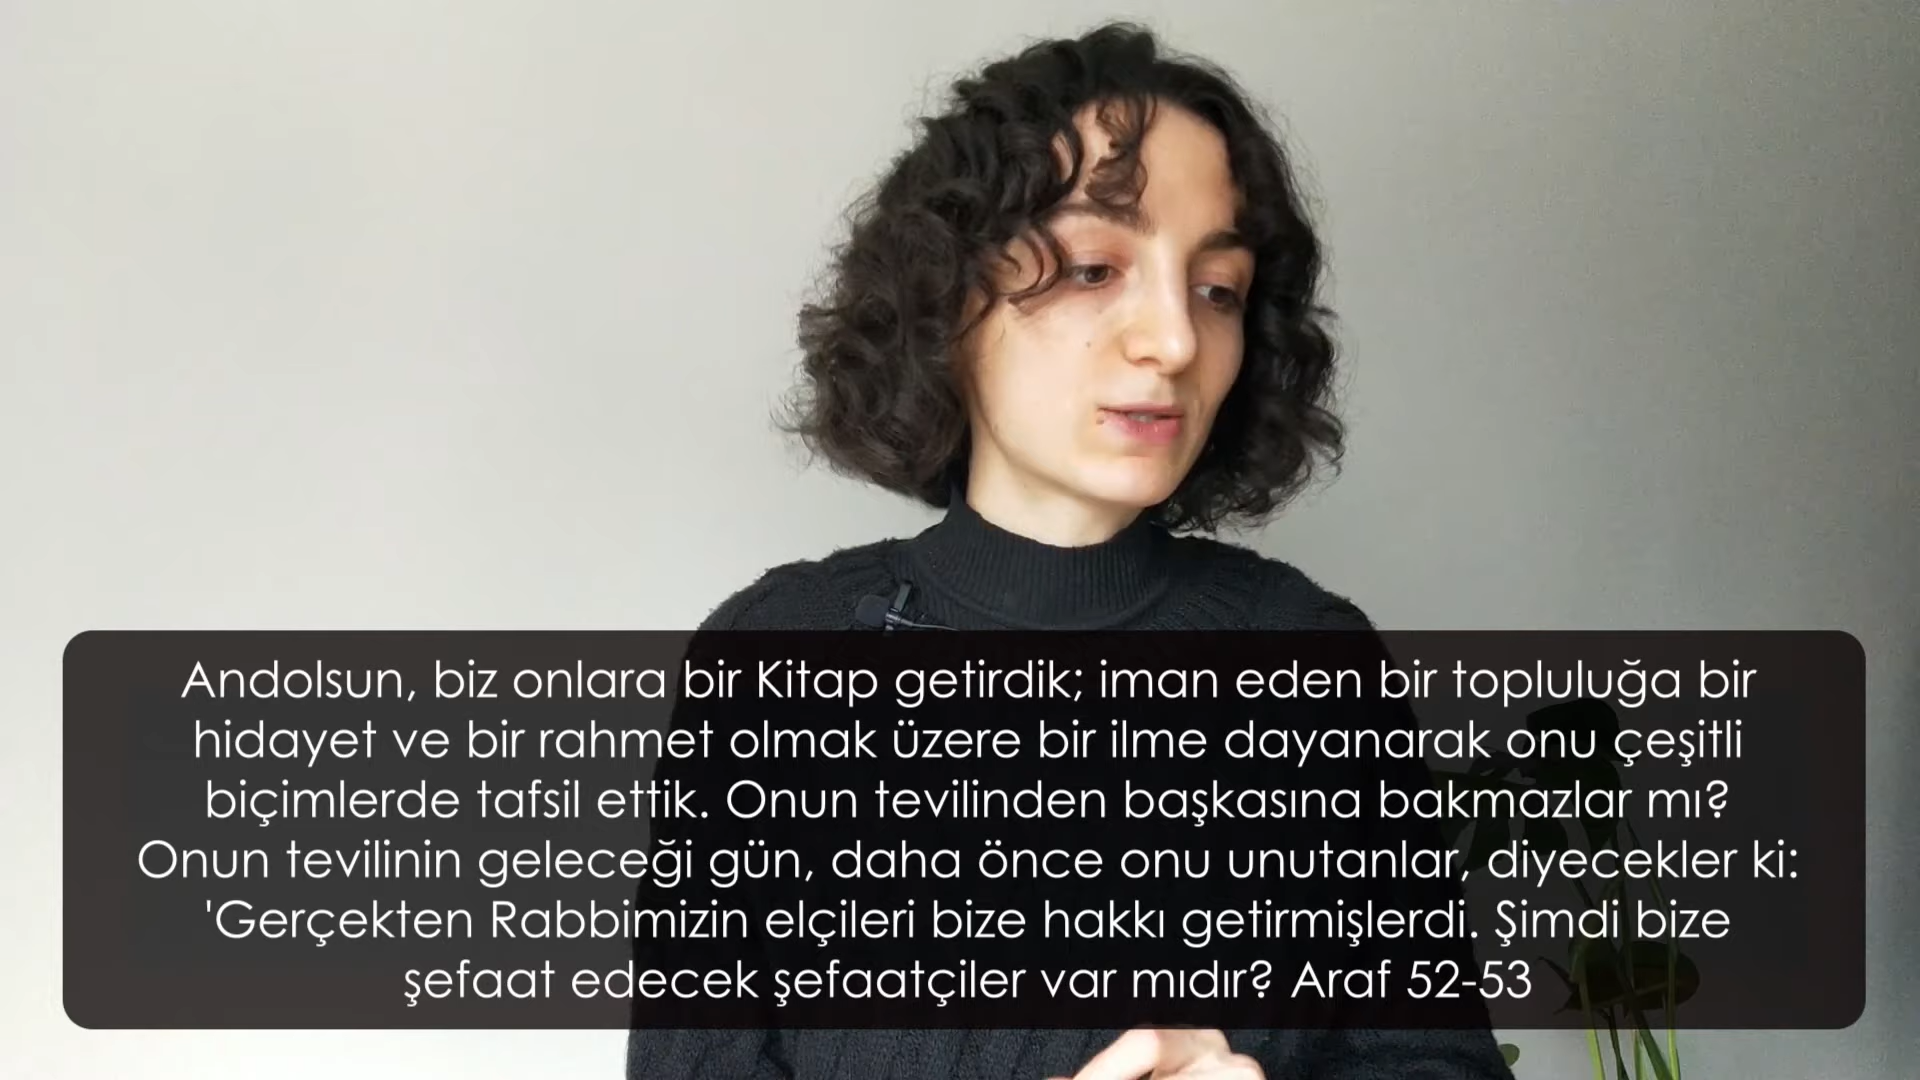 Andolsun, biz onlara bir Kitap getirdik; iman eden bir topluluğa bir
hidayet ve bir rahmet olmak üzere bir ilme dayanarak onu çeşitli
biçimlerde tafsil ettik. Onun tevilinden başkasına bakmazlar mı?
Onun tevilinin geleceği gün, daha önce onu unutanlar, diyecekler ki:
'Gerçekten Rabbimizin elçileri bize hakkı getirmişlerdi. Şimdi bize
şefaat edecek şefaatçiler var mıdır? Araf 52-53